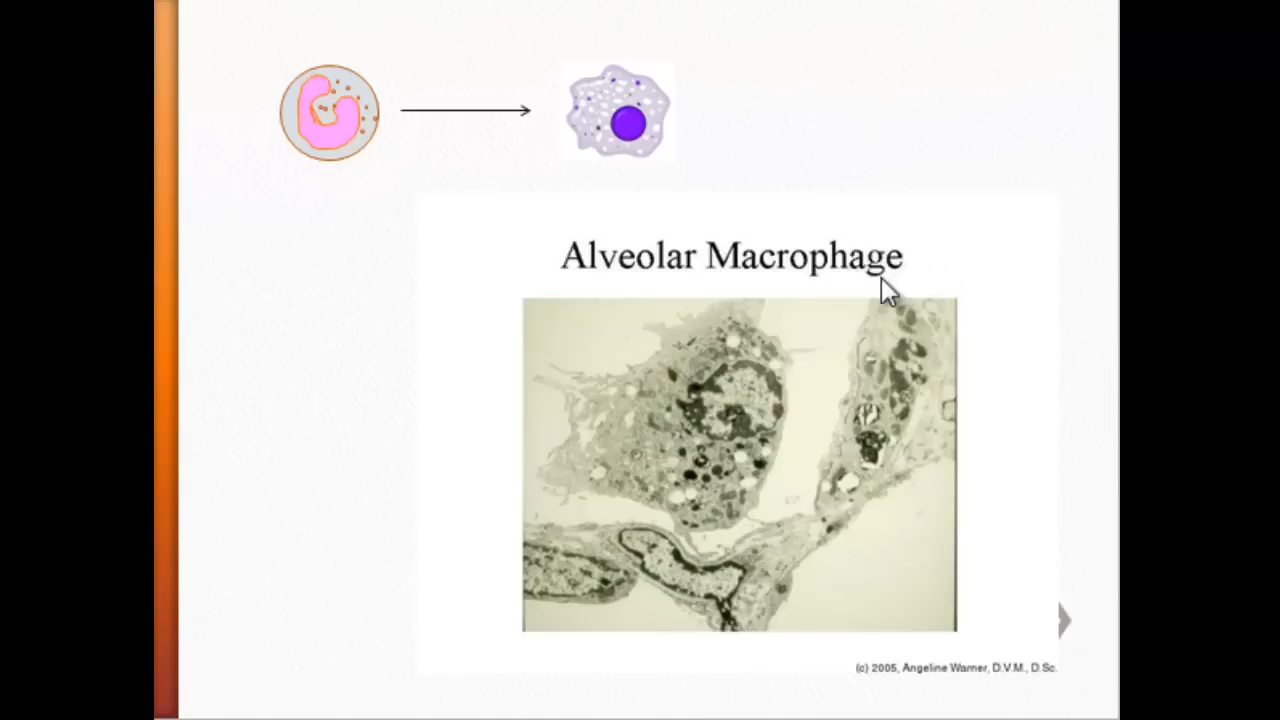 Alveolar Macrophage
(c) 2005, Angeline Warner, D.V.M., D.Sc.